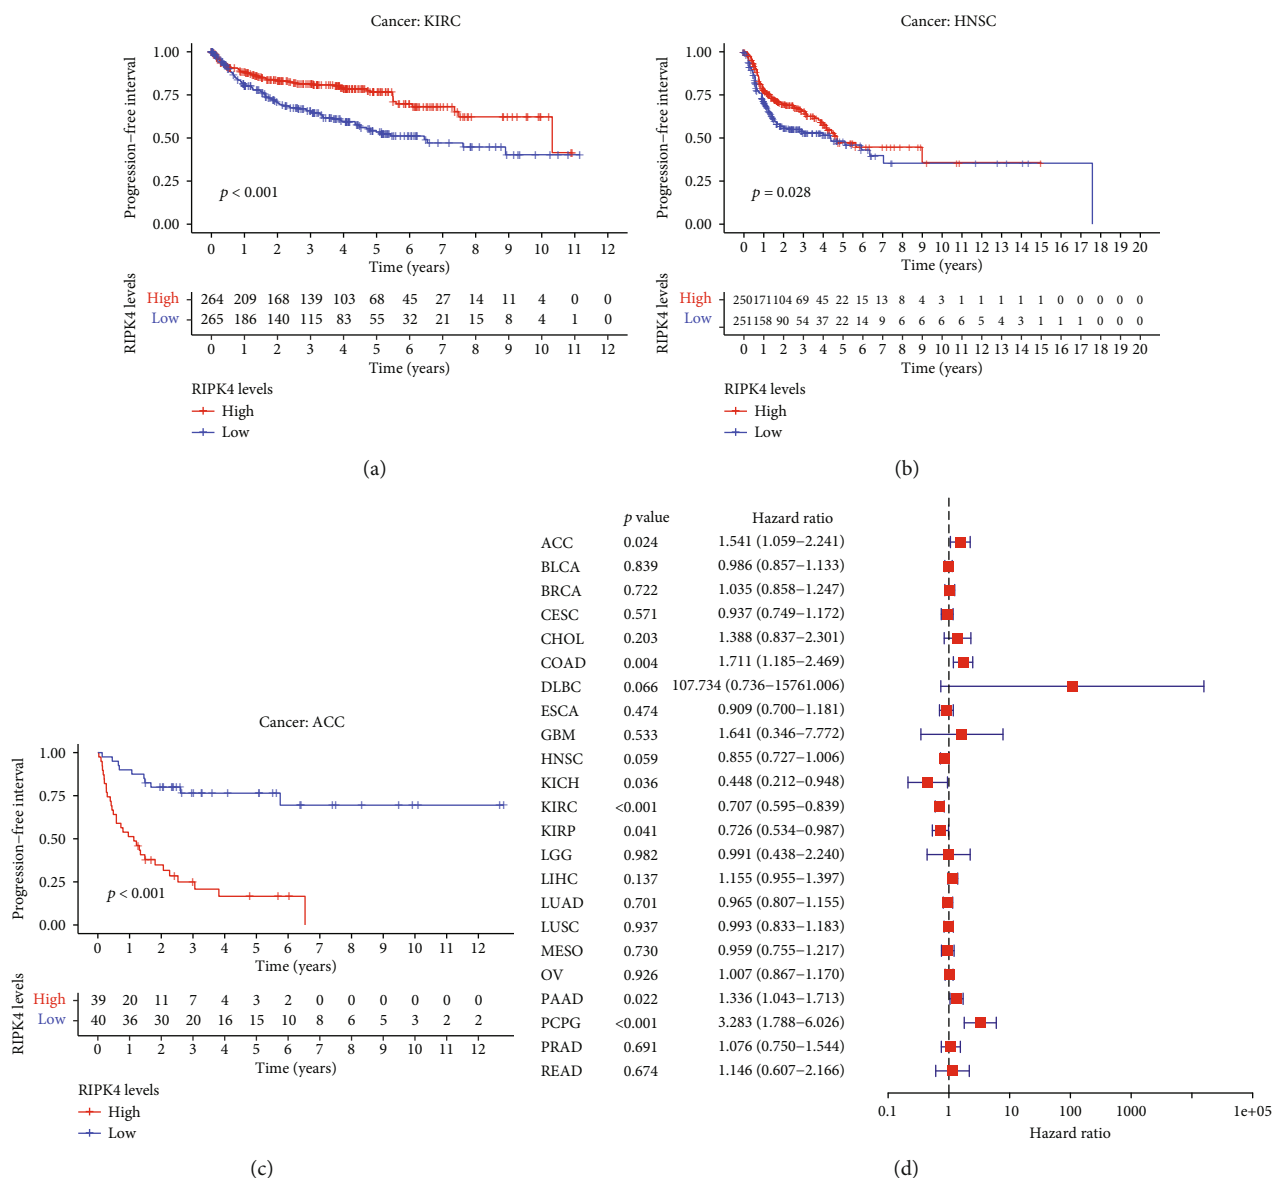 Cancer: KIRC
1.00
0.75
0.50
0.25
0.00
Progression−free interval
p < 0.001
0 1 2 3 4 5 6 7 8 9 10 11 12
Time (years)
RIPK4 levels
High 264 209 168 139 103 68 45 27 14 11 4 0 0
Low 265 186 140 115 83 55 32 21 15 8 4 1 0
0 1 2 3 4 5 6 7 8 9 10 11 12
Time (years)
RIPK4 levels
High
Low
(a)
Cancer: HNSC
1.00
0.75
0.50
0.25
0.00
Progression−free interval
p = 0.028
0 1 2 3 4 5 6 7 8 9 10 11 12 13 14 15 16 17 18 19 20
Time (years)
RIPK4 levels
High 250 171 104 69 45 22 15 13 8 4 3 1 1 1 1 1 0 0 0 0 0
Low 251 158 90 54 37 22 14 9 6 6 6 6 5 4 3 1 1 1 0 0 0
0 1 2 3 4 5 6 7 8 9 10 11 12 13 14 15 16 17 18 19 20
Time (years)
RIPK4 levels
High
Low
(b)
Cancer: ACC
1.00
0.75
0.50
0.25
0.00
Progression−free interval
p < 0.001
0 1 2 3 4 5 6 7 8 9 10 11 12
Time (years)
RIPK4 levels
High 39 20 11 7 4 3 2 0 0 0 0 0 0
Low 40 36 30 20 16 15 10 8 6 5 3 2 2
0 1 2 3 4 5 6 7 8 9 10 11 12
Time (years)
RIPK4 levels
High
Low
(c)
p value Hazard ratio
ACC 0.024 1.541 (1.059−2.241)
BLCA 0.839 0.986 (0.857−1.133)
BRCA 0.722 1.035 (0.858−1.247)
CESC 0.571 0.937 (0.749−1.172)
CHOL 0.203 1.388 (0.837−2.301)
COAD 0.004 1.711 (1.185−2.469)
DLBC 0.066 107.734 (0.736−15761.006)
ESCA 0.474 0.909 (0.700−1.181)
GBM 0.533 1.641 (0.346−7.772)
HNSC 0.059 0.855 (0.727−1.006)
KICH 0.036 0.448 (0.212−0.948)
KIRC <0.001 0.707 (0.595−0.839)
KIRP 0.041 0.726 (0.534−0.987)
LGG 0.982 0.991 (0.438−2.240)
LIHC 0.137 1.155 (0.955−1.397)
LUAD 0.701 0.965 (0.807−1.155)
LUSC 0.937 0.993 (0.833−1.183)
MESO 0.730 0.959 (0.755−1.217)
OV 0.926 1.007 (0.867−1.170)
PAAD 0.022 1.336 (1.043−1.713)
PCPG <0.001 3.283 (1.788−6.026)
PRAD 0.691 1.076 (0.750−1.544)
READ 0.674 1.146 (0.607−2.166)
0.1 1 10 100 1000 1e+05
Hazard ratio
(d)